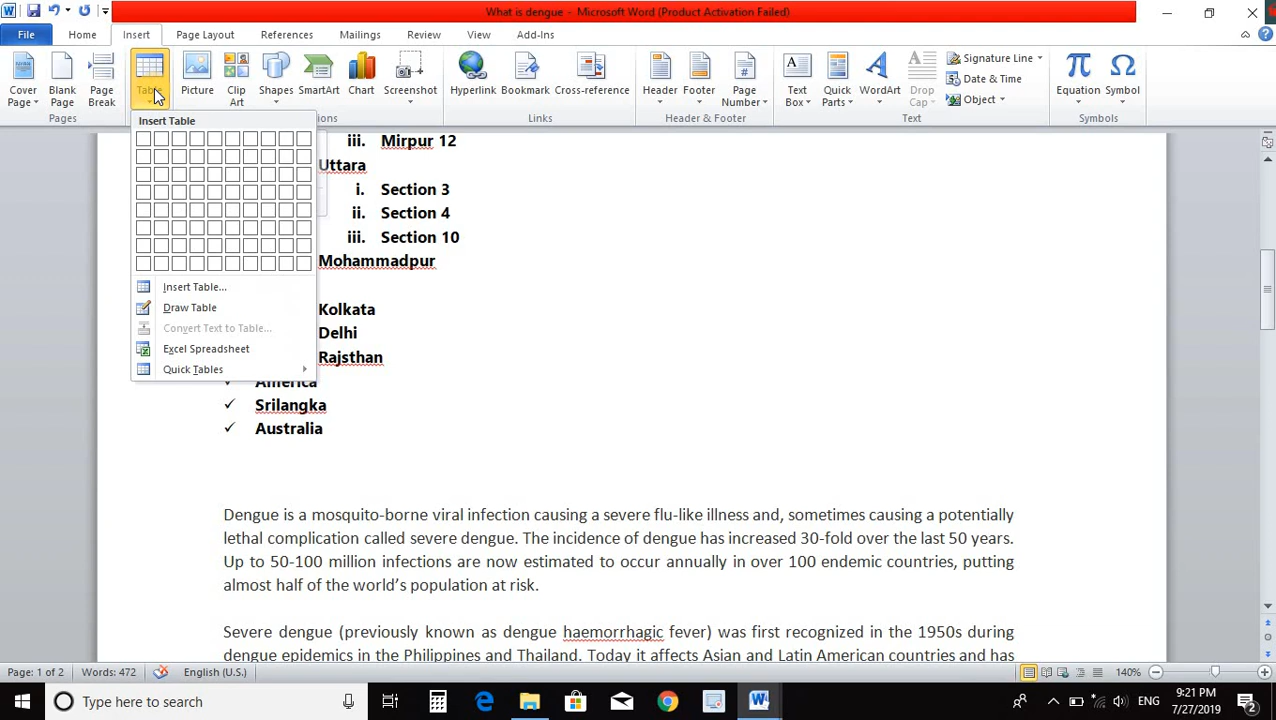 What is dengue - Microsoft Word (Product Activation Failed)
File Home Insert Page Layout References Mailings Review View Add-Ins
Cover Page
Blank Page
Page Break
Table
Picture
Clip Art
Shapes
SmartArt
Chart
Screenshot
Hyperlink
Bookmark
Cross-reference
Header
Footer
Page Number
Text Box
Quick Parts
WordArt
Drop Cap
Signature Line
Date & Time
Object
Equation
Symbol
Pages
Links
Header & Footer
Text
Symbols
Insert Table
Insert Table...
Draw Table
Convert Text to Table...
Excel Spreadsheet
Quick Tables
iii. Mirpur 12
Uttara
i. Section 3
ii. Section 4
iii. Section 10
Mohammadpur
Kolkata
Delhi
Rajsthan
✓ America
✓ Srilangka
✓ Australia
Dengue is a mosquito-borne viral infection causing a severe flu-like illness and, sometimes causing a potentially
lethal complication called severe dengue. The incidence of dengue has increased 30-fold over the last 50 years.
Up to 50-100 million infections are now estimated to occur annually in over 100 endemic countries, putting
almost half of the world’s population at risk.
Severe dengue (previously known as dengue haemorrhagic fever) was first recognized in the 1950s during
dengue epidemics in the Philippines and Thailand. Today it affects Asian and Latin American countries and has
Page: 1 of 2 Words: 472 English (U.S.) 140%
Type here to search
ENG
9:21 PM
7/27/2019
2